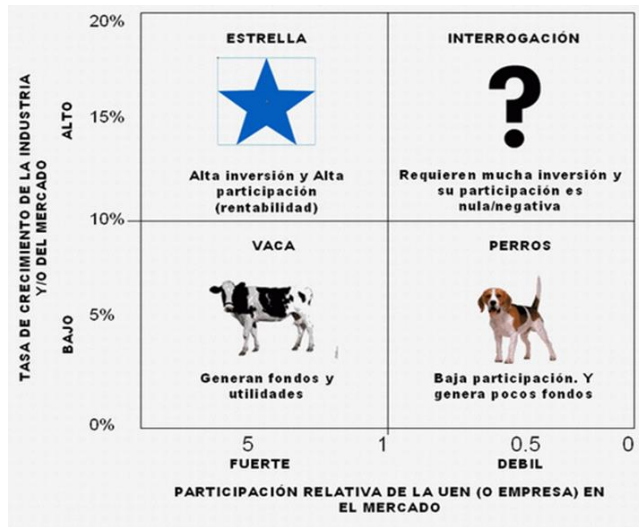 20%
ESTRELLA
INTERROGACIÓN
?
15%
Alta inversión y Alta
participación
(rentabilidad)
Requieren mucha inversión y
su participación es
nula/negativa
10%
VACA
PERROS
5%
Generan fondos y
utilidades
Baja participación. Y
genera pocos fondos
0%
TASA DE CRECIMIENTO DE LA INDUSTRIA
Y/O DEL MERCADO
ALTO
BAJO
5
1
0.5
0
FUERTE
DEBIL
PARTICIPACIÓN RELATIVA DE LA UEN (O EMPRESA) EN
EL MERCADO